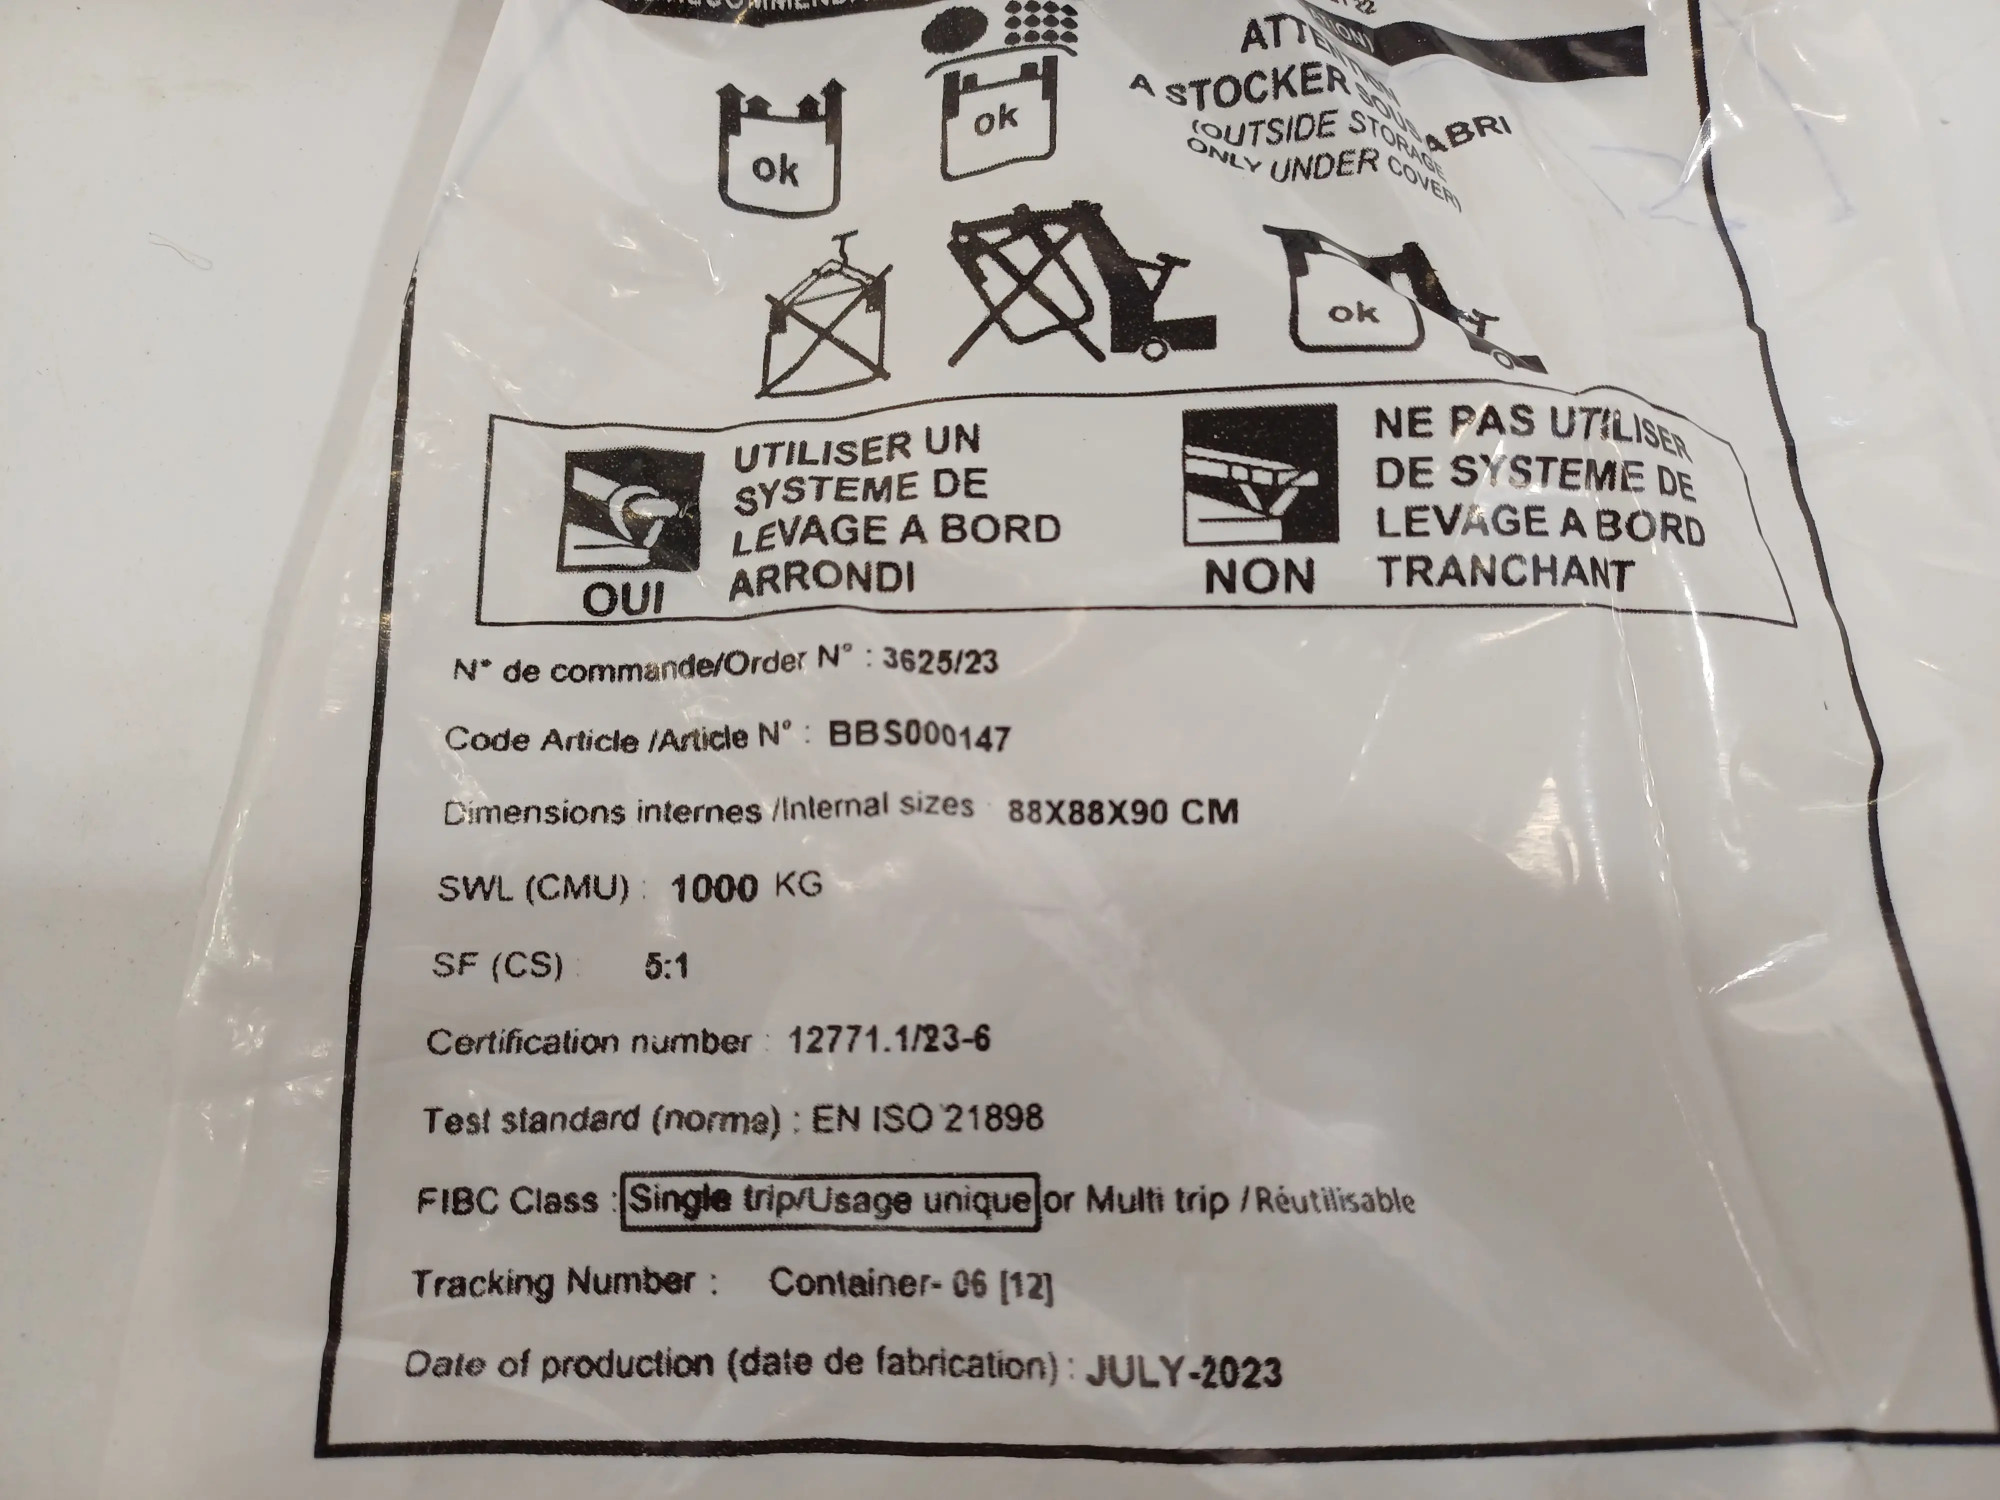 ATTENTION
A STOCKER SOUS ABRI
(OUTSIDE STORAGE
ONLY UNDER COVER)
ok
ok
ok
UTILISER UN
SYSTEME DE
LEVAGE A BORD
ARRONDI
OUI
NE PAS UTILISER
DE SYSTEME DE
LEVAGE A BORD
TRANCHANT
NON
N° de commande/Order N° : 3625/23
Code Article /Article N° : BBS000147
Dimensions internes /Internal sizes : 88X88X90 CM
SWL (CMU) : 1000 KG
SF (CS) : 5:1
Certification number : 12771.1/23-6
Test standard (norme) : EN ISO 21898
FIBC Class : Single trip/Usage unique or Multi trip / Réutilisable
Tracking Number : Container- 06 [12]
Date of production (date de fabrication) : JULY-2023